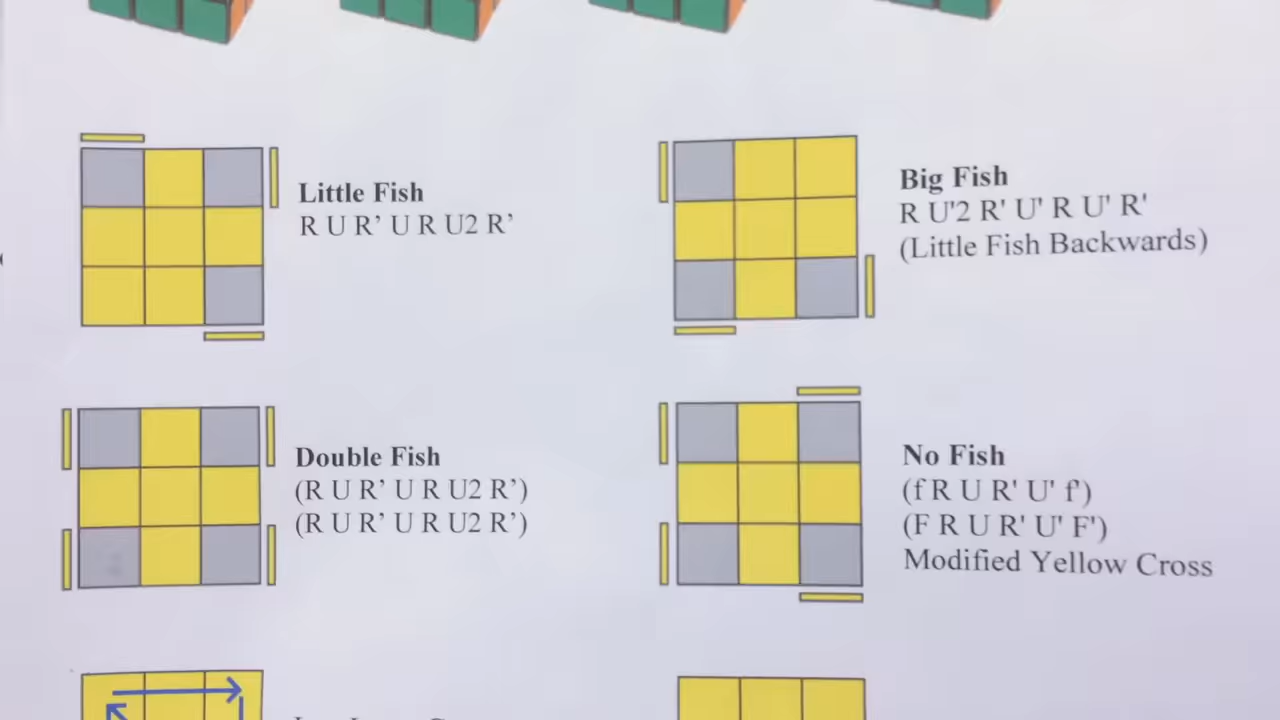 Little Fish
R U R’ U R U2 R’
Big Fish
R U'2 R' U' R U' R'
(Little Fish Backwards)
Double Fish
(R U R’ U R U2 R’)
(R U R’ U R U2 R’)
No Fish
(f R U R' U' f')
(F R U R' U' F')
Modified Yellow Cross